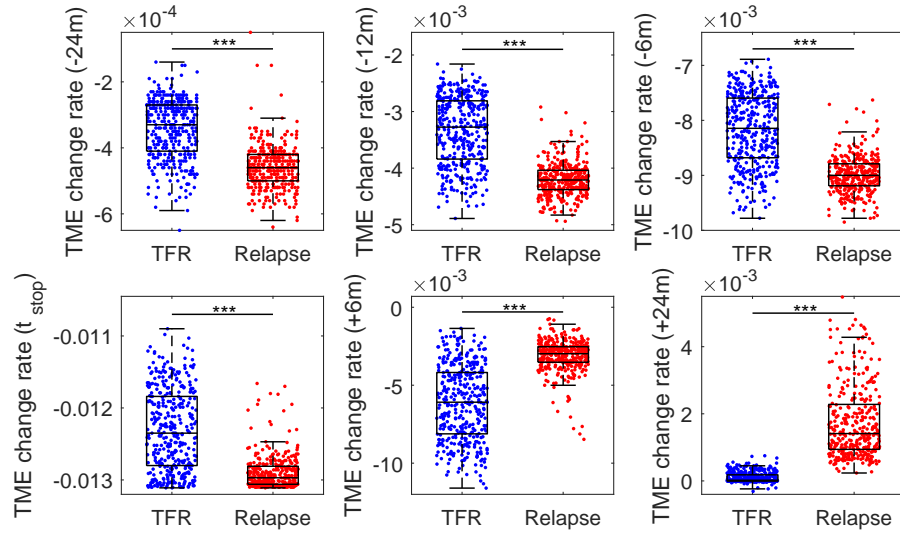 ×10⁻⁴
TME change rate (-24m)
-2
-4
-6
***
TFR Relapse
×10⁻³
TME change rate (-12m)
-2
-3
-4
-5
***
TFR Relapse
×10⁻³
TME change rate (-6m)
-7
-8
-9
-10
***
TFR Relapse
TME change rate (t_stop)
-0.011
-0.012
-0.013
***
TFR Relapse
×10⁻³
TME change rate (+6m)
0
-5
-10
***
TFR Relapse
×10⁻³
TME change rate (+24m)
4
2
0
***
TFR Relapse